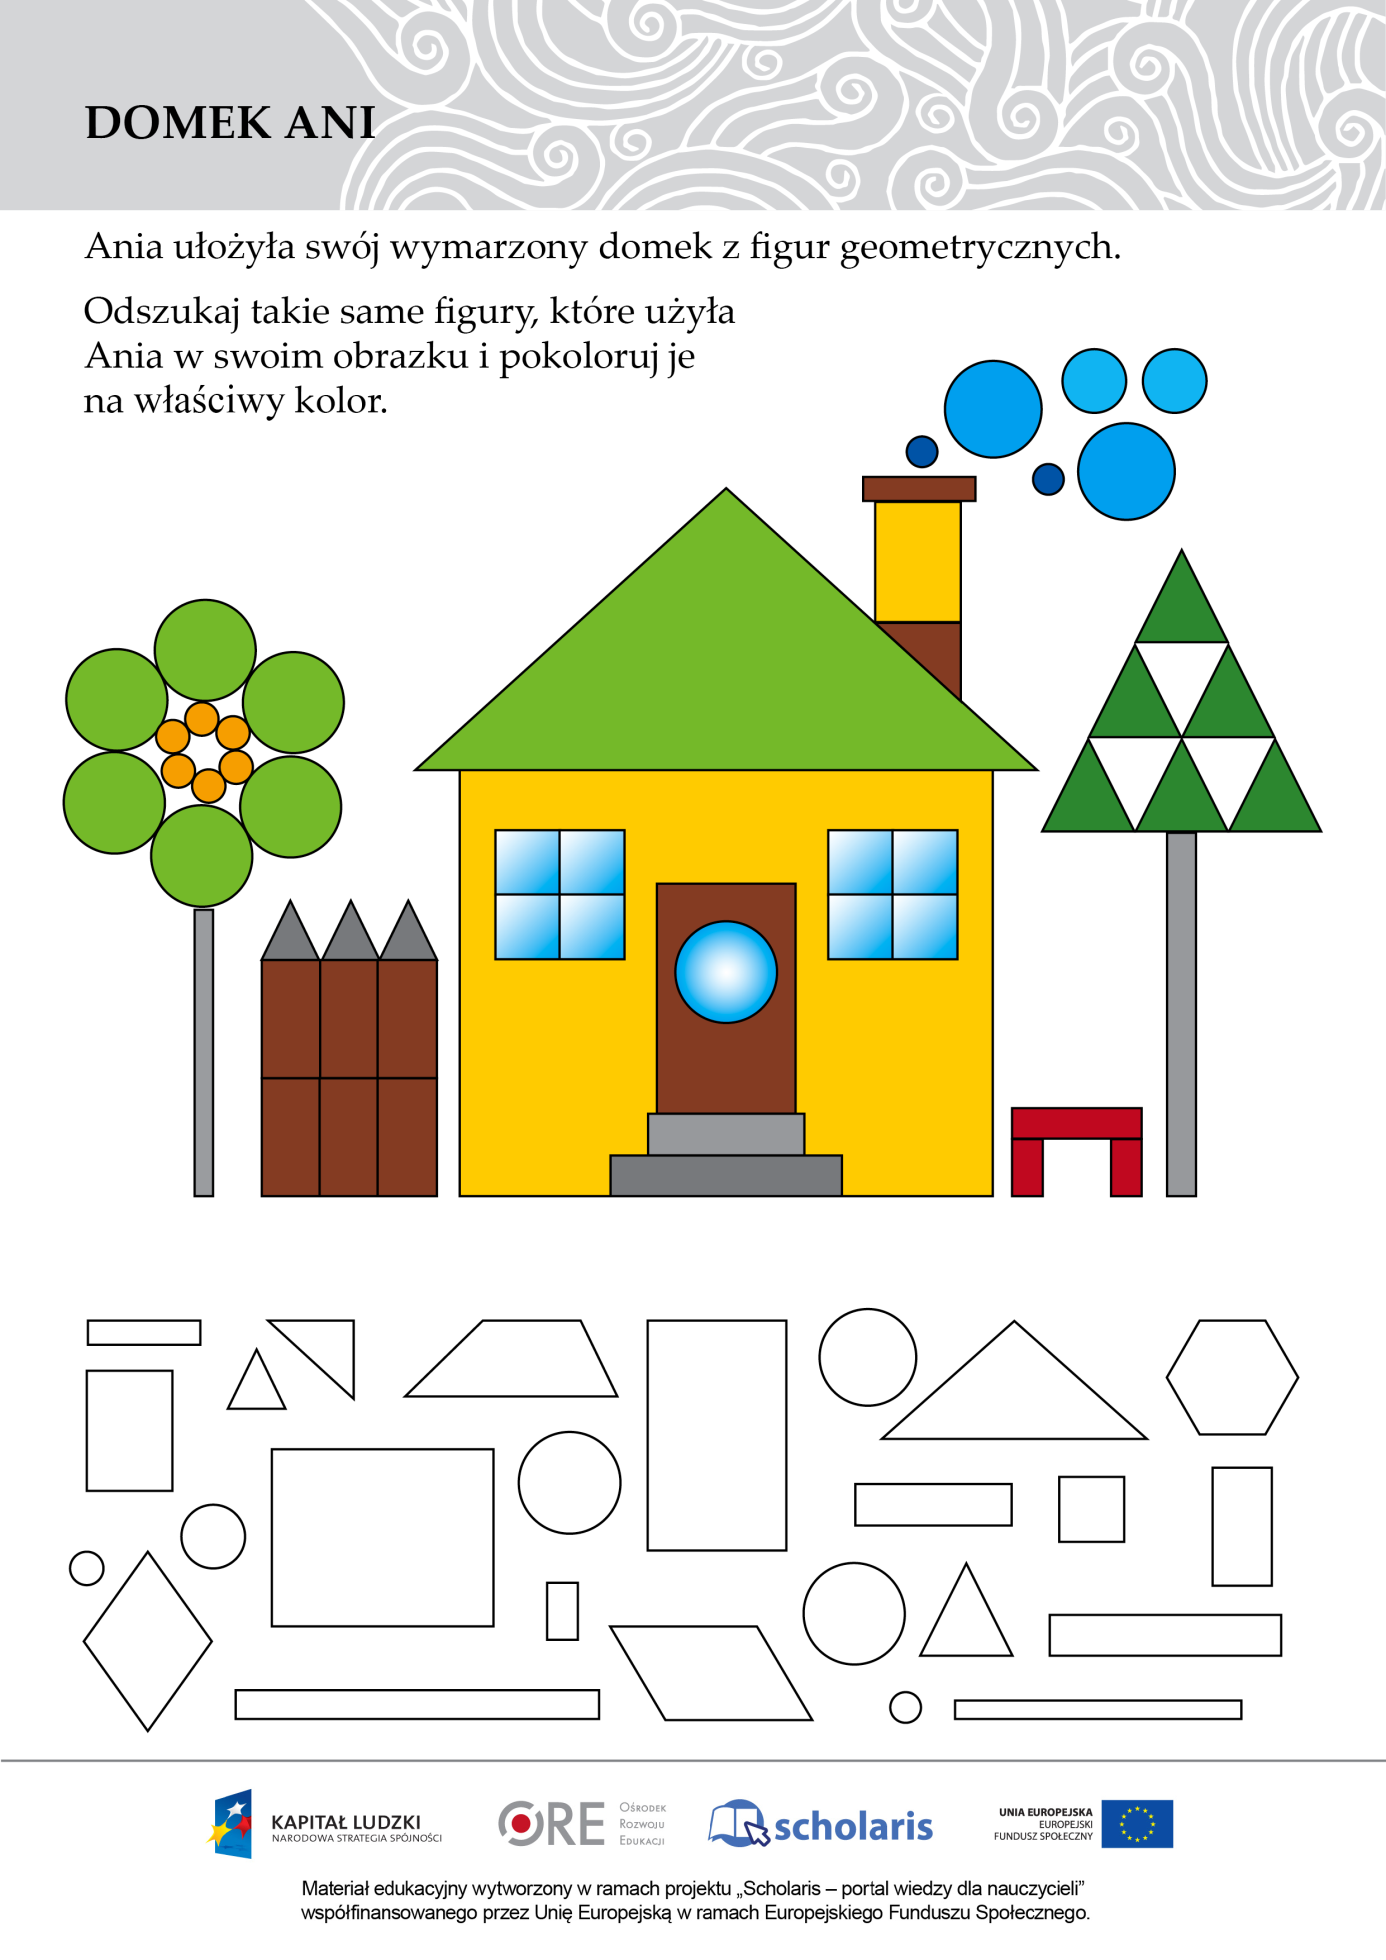 DOMEK ANI
Ania ułożyła swój wymarzony domek z figur geometrycznych.
Odszukaj takie same figury, które użyła
Ania w swoim obrazku i pokoloruj je
na właściwy kolor.
KAPITAŁ LUDZKI
NARODOWA STRATEGIA SPÓJNOŚCI
ORE
Ośrodek
Rozwoju
Edukacji
scholaris
UNIA EUROPEJSKA
EUROPEJSKI
FUNDUSZ SPOŁECZNY
Materiał edukacyjny wytworzony w ramach projektu „Scholaris – portal wiedzy dla nauczycieli”
współfinansowanego przez Unię Europejską w ramach Europejskiego Funduszu Społecznego.